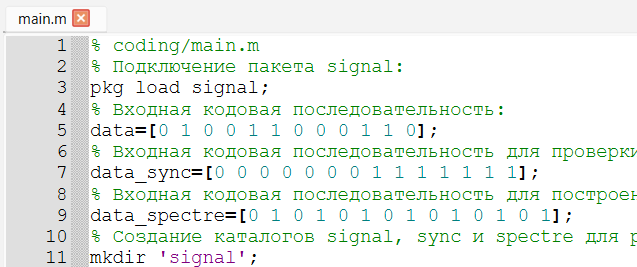 main.m
1 % coding/main.m
2 % Подключение пакета signal:
3 pkg load signal;
4 % Входная кодовая последовательность:
5 data=[0 1 0 0 1 1 0 0 0 1 1 0];
6 % Входная кодовая последовательность для проверки
7 data_sync=[0 0 0 0 0 0 0 1 1 1 1 1 1 1];
8 % Входная кодовая последовательность для построен
9 data_spectre=[0 1 0 1 0 1 0 1 0 1 0 1 0 1];
10 % Создание каталогов signal, sync и spectre для
11 mkdir 'signal';